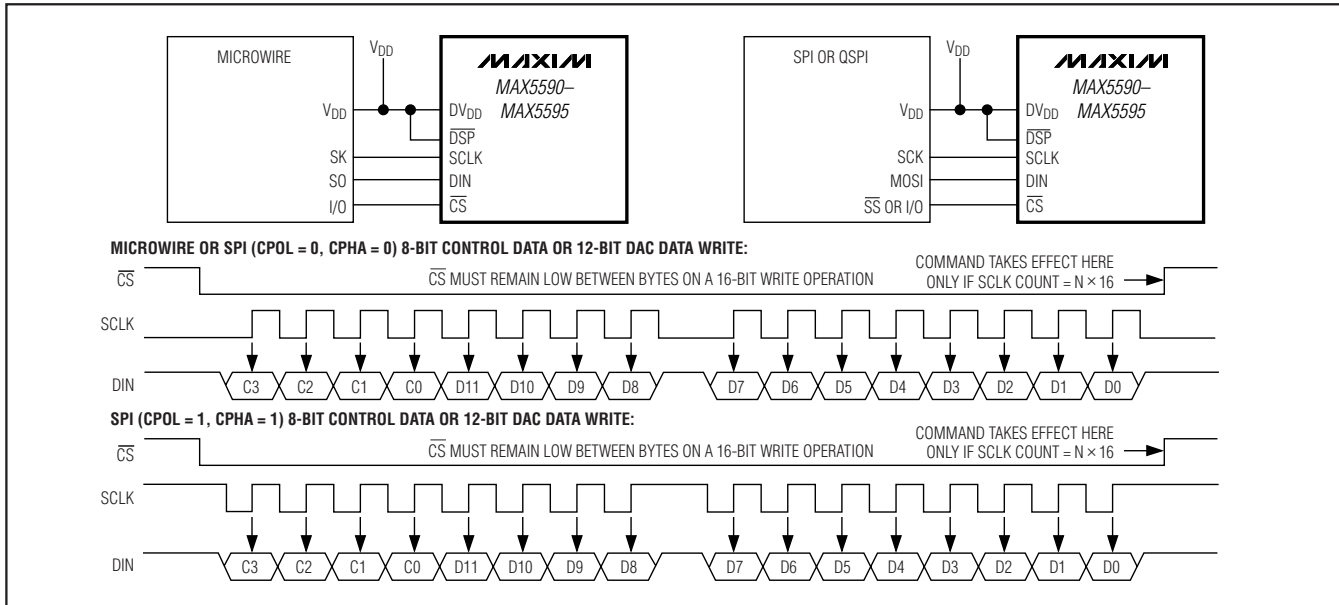 MICROWIRE
VDD
VDD
SK
SO
I/O
MAXIM
MAX5590–
MAX5595
DVDD
DSP
SCLK
DIN
CS
SPI OR QSPI
VDD
VDD
SCK
MOSI
SS OR I/O
MAXIM
MAX5590–
MAX5595
DVDD
DSP
SCLK
DIN
CS
MICROWIRE OR SPI (CPOL = 0, CPHA = 0) 8-BIT CONTROL DATA OR 12-BIT DAC DATA WRITE:
CS
CS MUST REMAIN LOW BETWEEN BYTES ON A 16-BIT WRITE OPERATION
COMMAND TAKES EFFECT HERE
ONLY IF SCLK COUNT = N × 16
SCLK
DIN C3 C2 C1 C0 D11 D10 D9 D8 D7 D6 D5 D4 D3 D2 D1 D0
SPI (CPOL = 1, CPHA = 1) 8-BIT CONTROL DATA OR 12-BIT DAC DATA WRITE:
CS
CS MUST REMAIN LOW BETWEEN BYTES ON A 16-BIT WRITE OPERATION
COMMAND TAKES EFFECT HERE
ONLY IF SCLK COUNT = N × 16
SCLK
DIN C3 C2 C1 C0 D11 D10 D9 D8 D7 D6 D5 D4 D3 D2 D1 D0